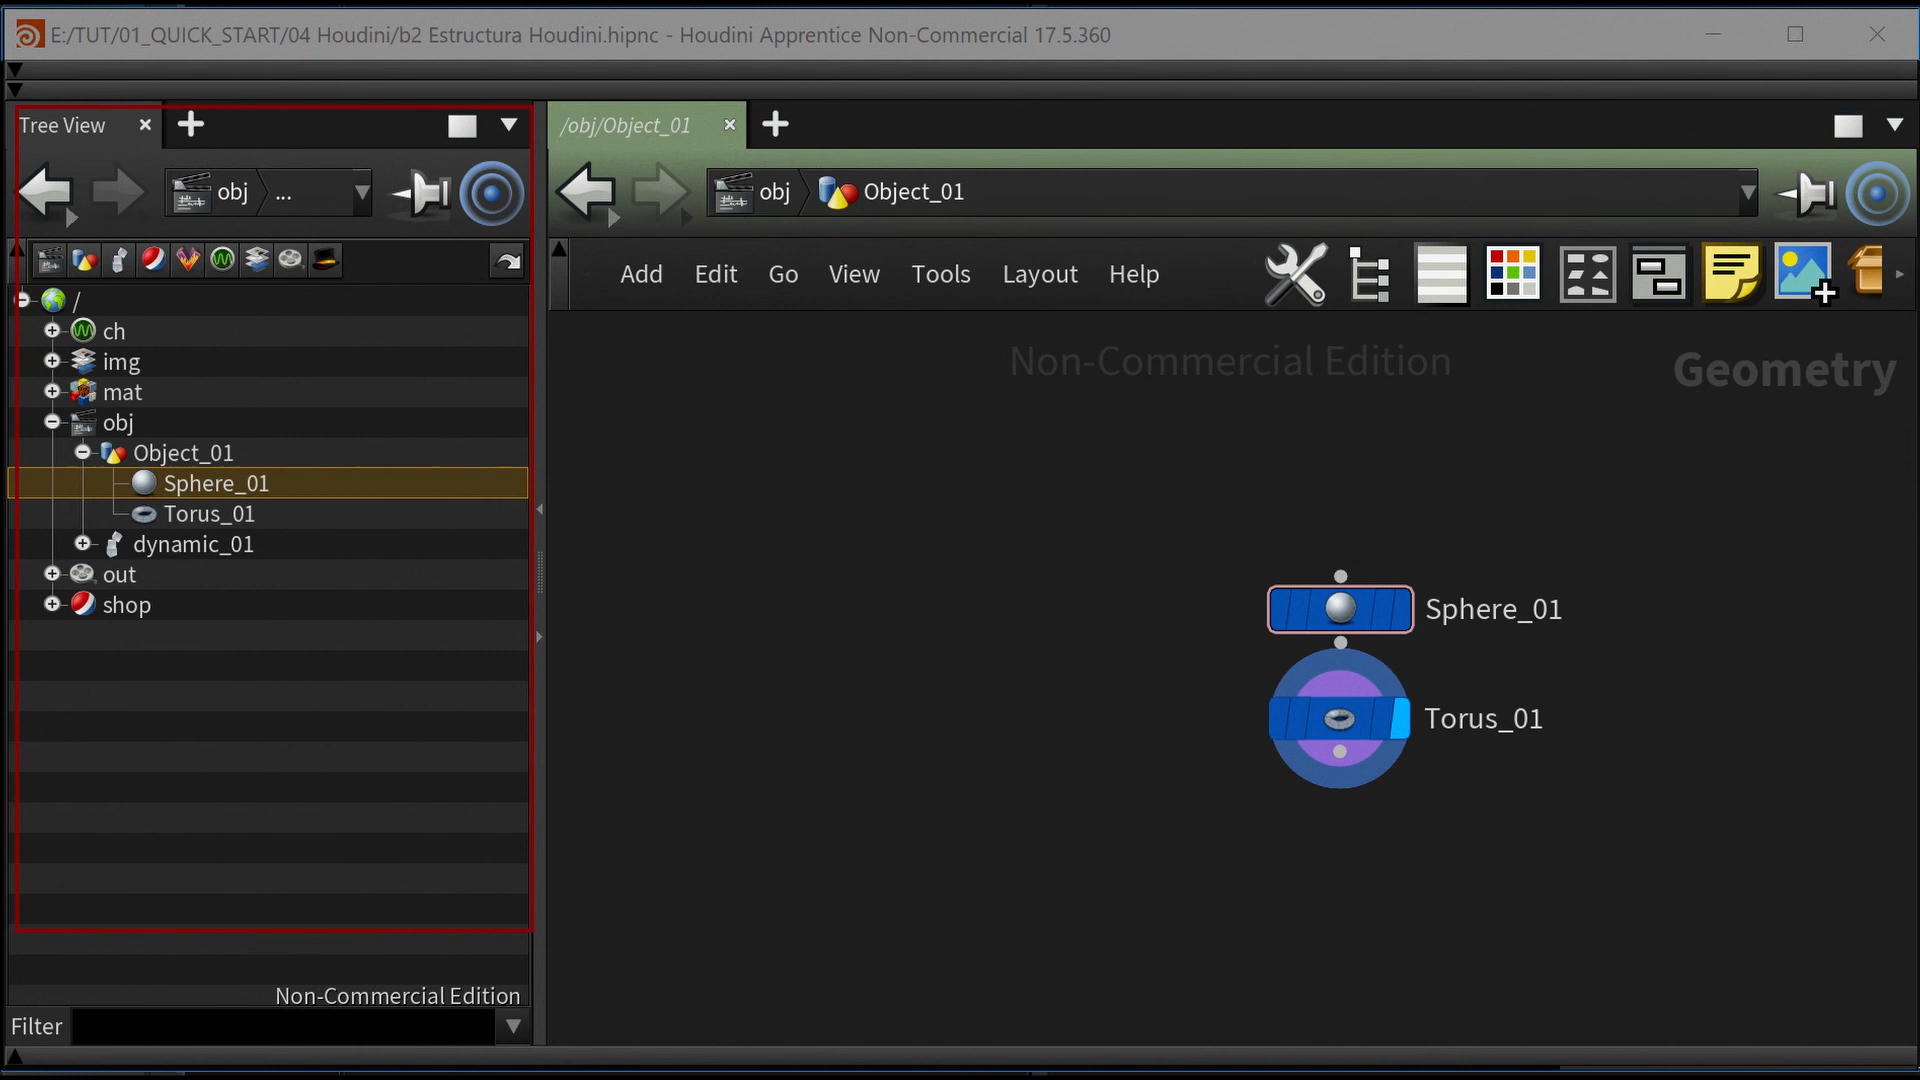 E:/TUT/01_QUICK_START/04 Houdini/b2 Estructura Houdini.hipnc - Houdini Apprentice Non-Commercial 17.5.360
Tree View
/obj/Object_01
obj
...
obj
Object_01
Add Edit Go View Tools Layout Help
/
ch
img
mat
obj
Object_01
Sphere_01
Torus_01
dynamic_01
out
shop
Non-Commercial Edition
Filter
Non-Commercial Edition
Geometry
Sphere_01
Torus_01